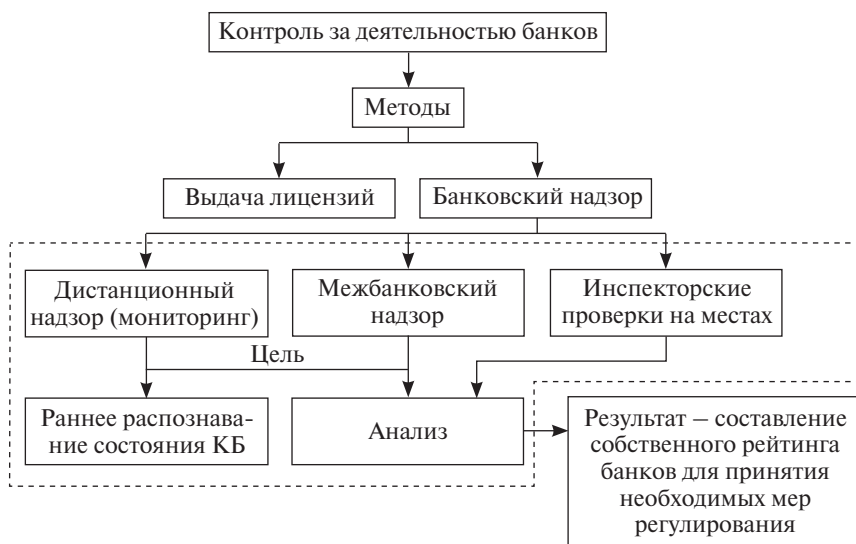 Контроль за деятельностью банков
Методы
Выдача лицензий
Банковский надзор
Дистанционный
надзор (мониторинг)
Межбанковский
надзор
Инспекторские
проверки на местах
Цель
Раннее распознава-
ние состояния КБ
Анализ
Результат – составление
собственного рейтинга
банков для принятия
необходимых мер
регулирования